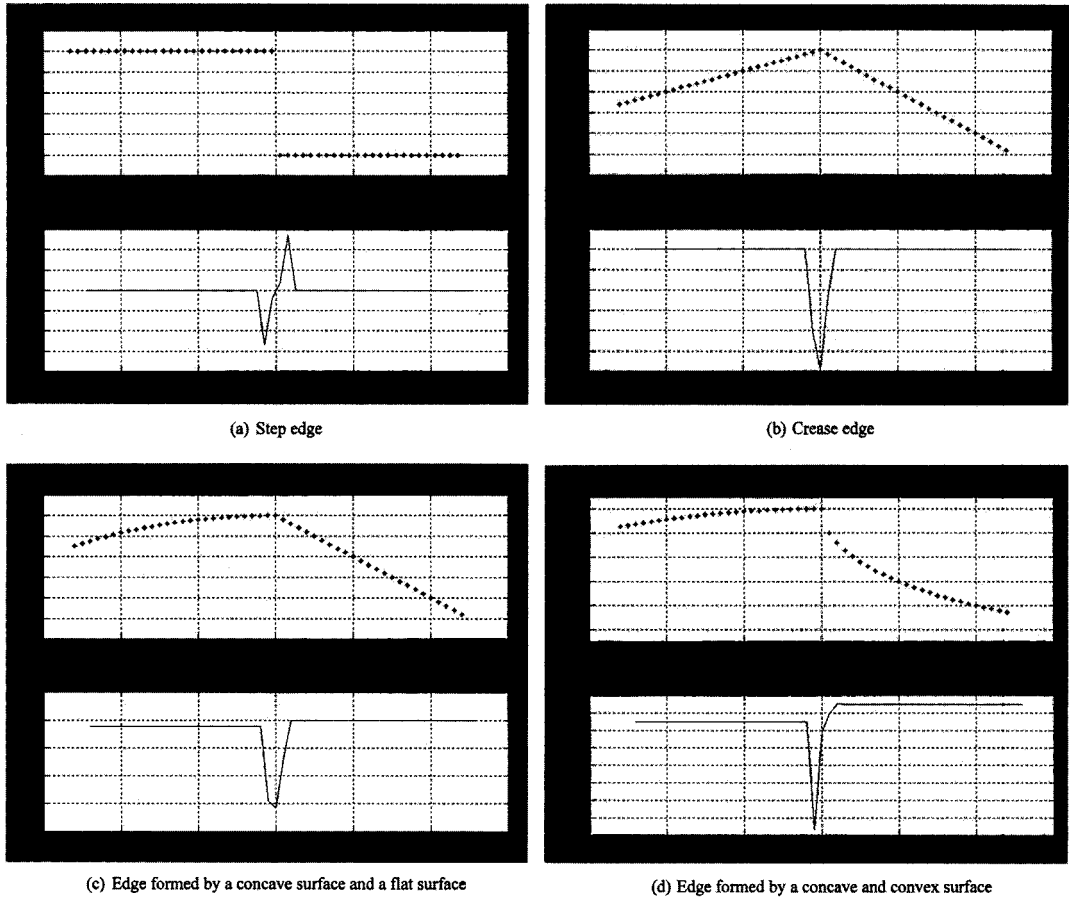 (a) Step edge
(b) Crease edge
(c) Edge formed by a concave surface and a flat surface
(d) Edge formed by a concave and convex surface